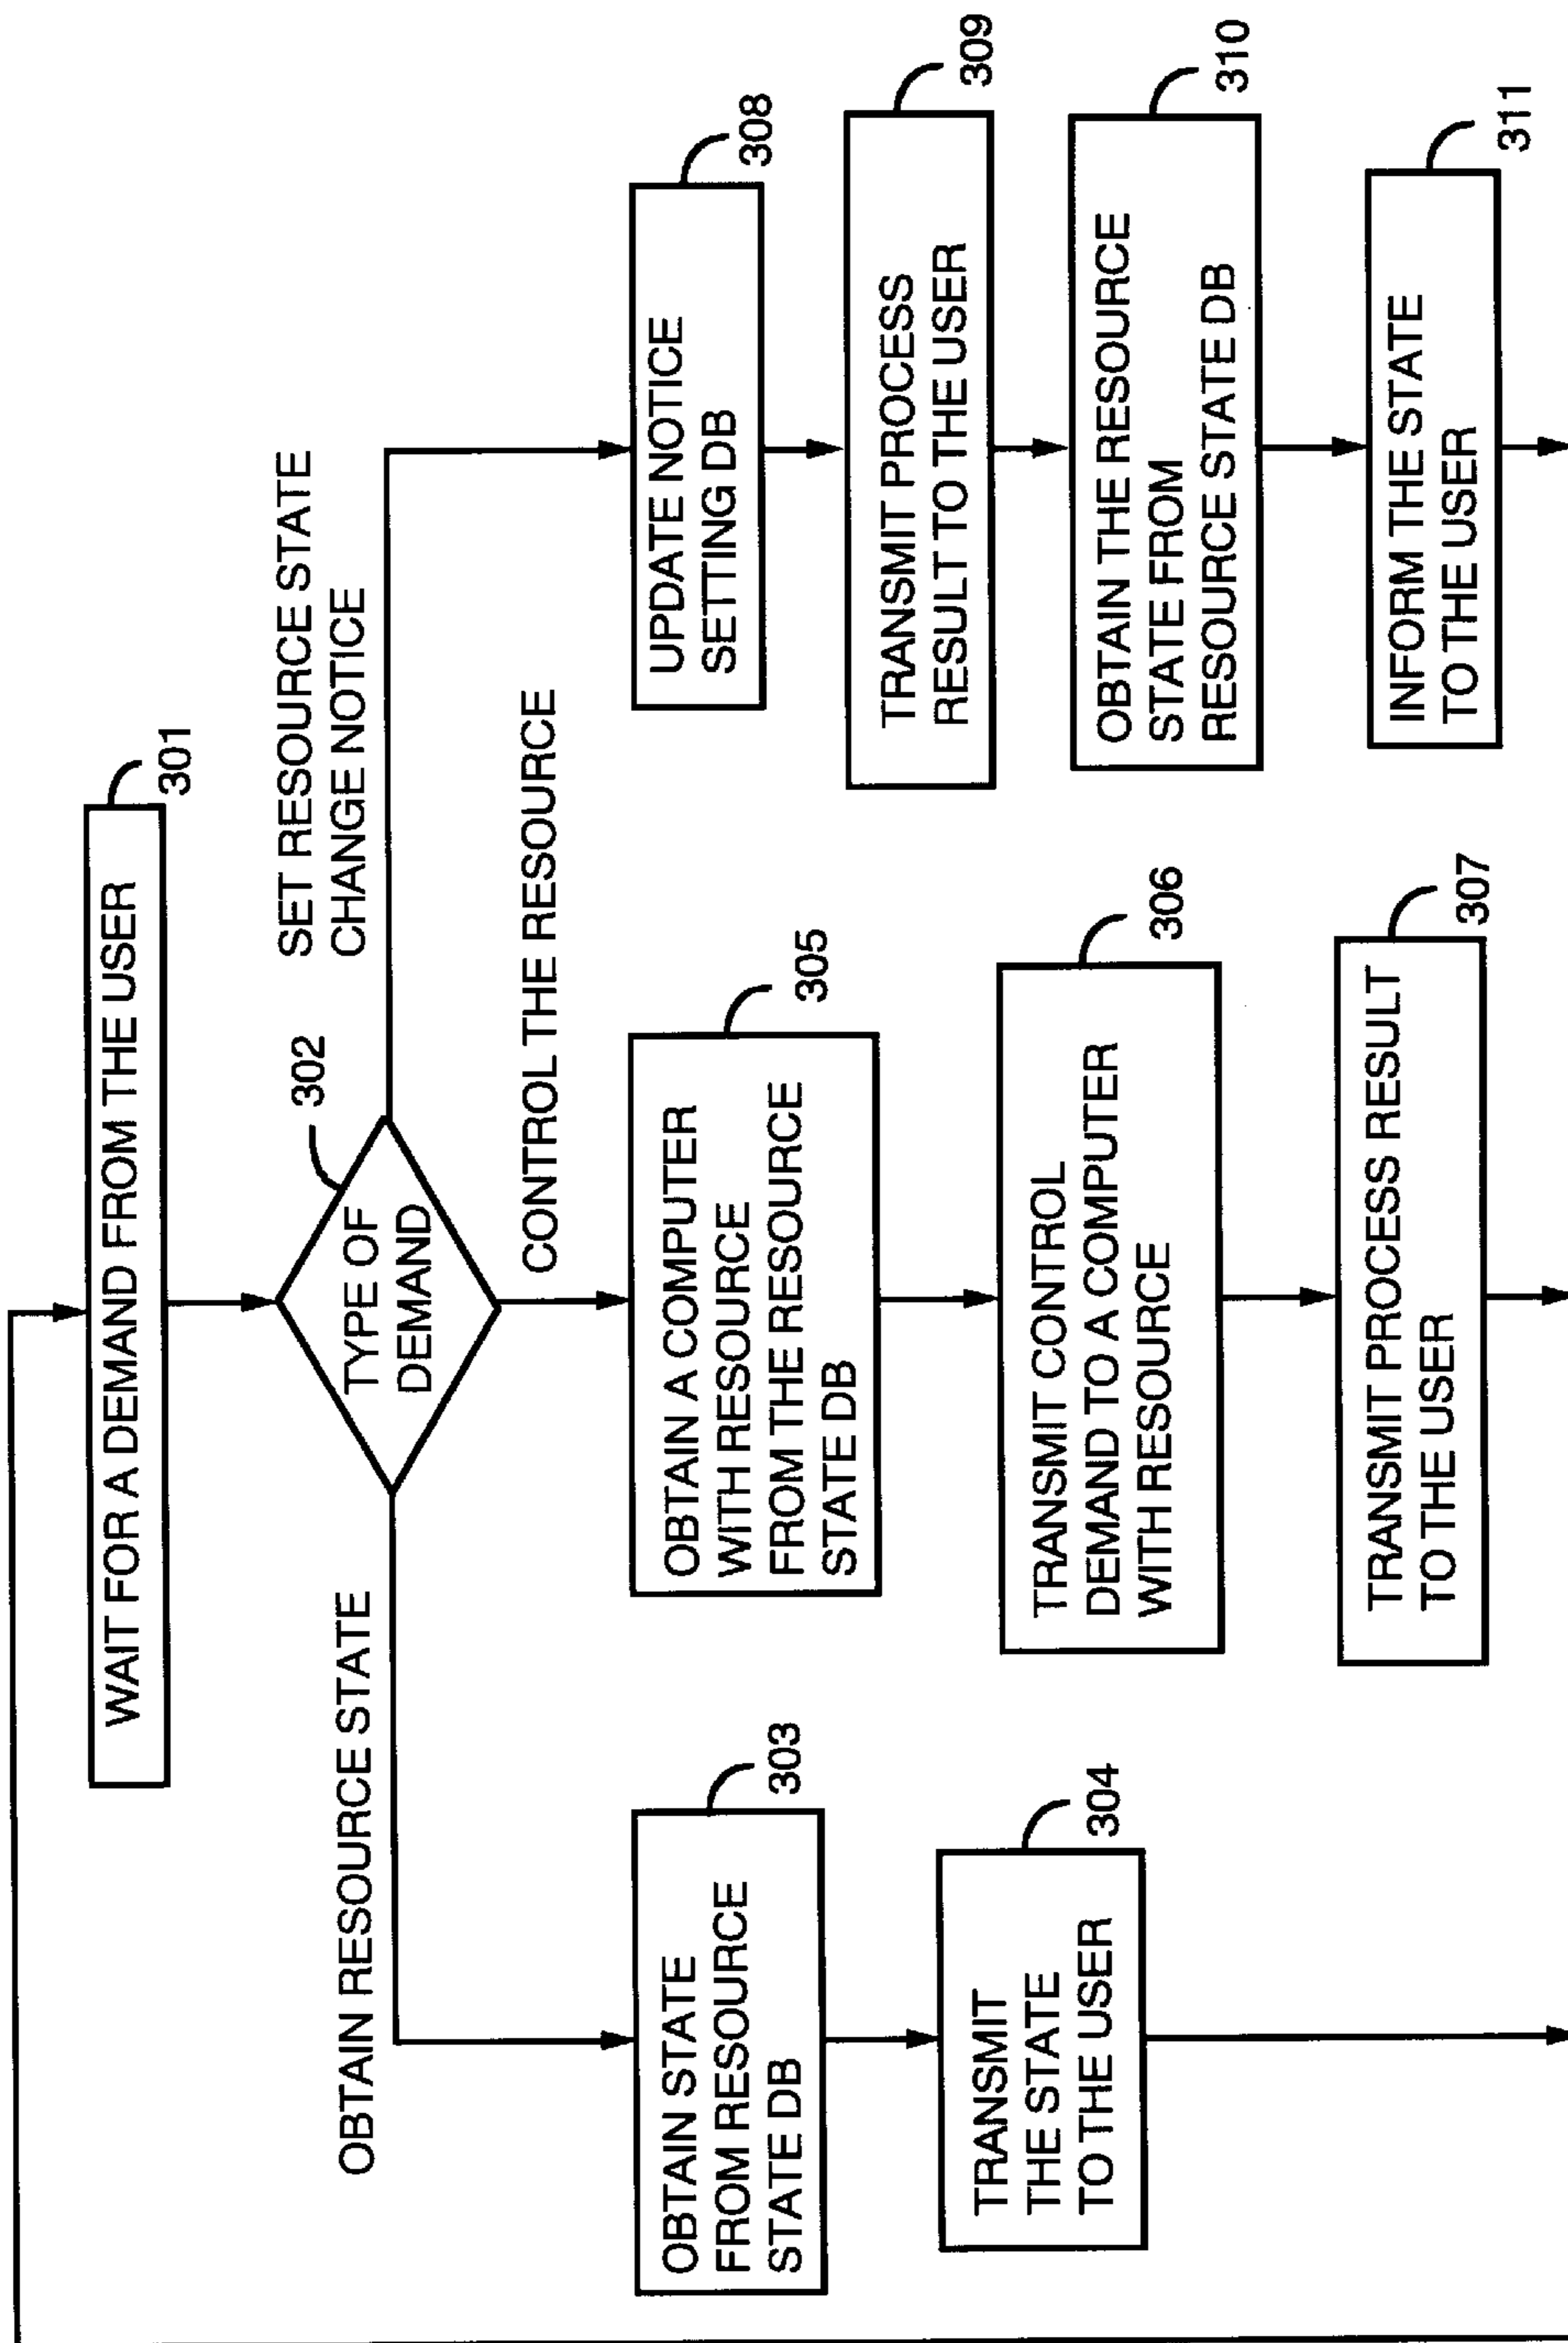 WAIT FOR A DEMAND FROM THE USER
301
302
TYPE OF
DEMAND
OBTAIN RESOURCE STATE
SET RESOURCE STATE
CHANGE NOTICE
CONTROL THE RESOURCE
OBTAIN STATE
FROM RESOURCE
STATE DB
303
TRANSMIT
THE STATE
TO THE USER
304
OBTAIN A COMPUTER
WITH RESOURCE
FROM THE RESOURCE
STATE DB
305
TRANSMIT CONTROL
DEMAND TO A COMPUTER
WITH RESOURCE
306
TRANSMIT PROCESS RESULT
TO THE USER
307
UPDATE NOTICE
SETTING DB
308
TRANSMIT PROCESS
RESULT TO THE USER
309
OBTAIN THE RESOURCE
STATE FROM
RESOURCE STATE DB
310
INFORM THE STATE
TO THE USER
311